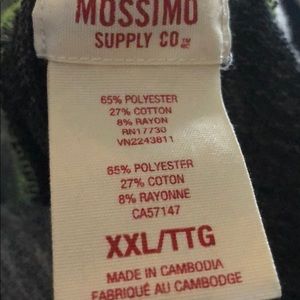 MOSSIMO
SUPPLY CO.™
65% POLYESTER
27% COTTON
8% RAYON
RN17730
VN2243811
65% POLYESTER
27% COTON
8% RAYONNE
CA57147
XXL/TTG
MADE IN CAMBODIA
FABRIQUÉ AU CAMBODGE